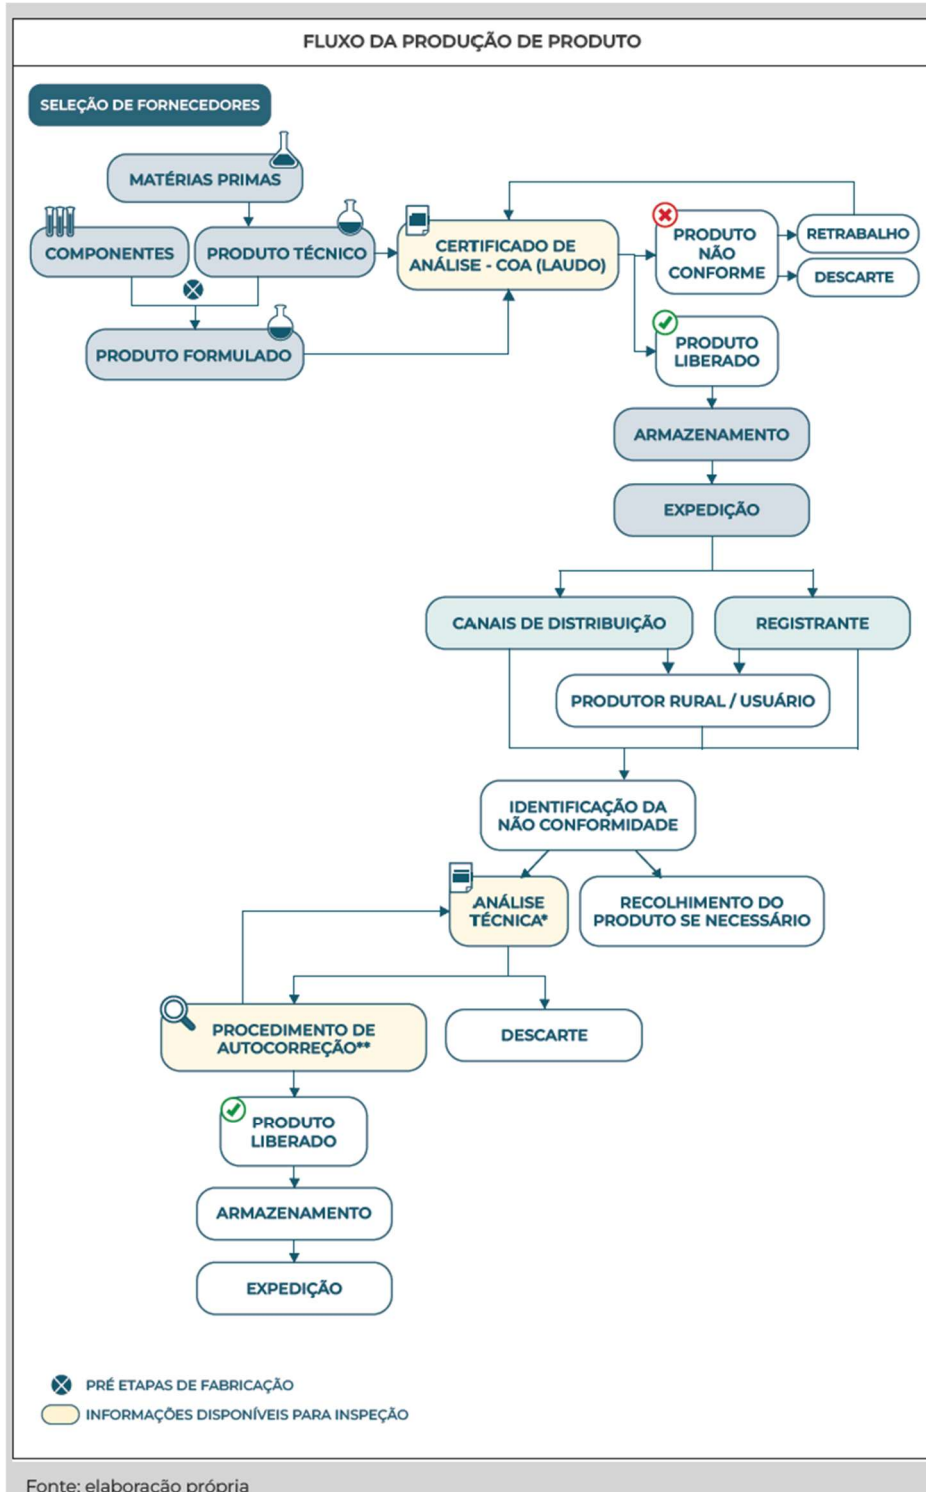 FLUXO DA PRODUÇÃO DE PRODUTO
SELEÇÃO DE FORNECEDORES
MATÉRIAS PRIMAS
COMPONENTES
PRODUTO TÉCNICO
PRODUTO FORMULADO
CERTIFICADO DE
ANÁLISE - COA (LAUDO)
PRODUTO
NÃO
CONFORME
RETRABALHO
DESCARTE
PRODUTO
LIBERADO
ARMAZENAMENTO
EXPEDIÇÃO
CANAIS DE DISTRIBUIÇÃO
REGISTRANTE
PRODUTOR RURAL / USUÁRIO
IDENTIFICAÇÃO DA
NÃO CONFORMIDADE
ANÁLISE
TÉCNICA*
RECOLHIMENTO DO
PRODUTO SE NECESSÁRIO
PROCEDIMENTO DE
AUTOCORREÇÃO**
DESCARTE
PRODUTO
LIBERADO
ARMAZENAMENTO
EXPEDIÇÃO
PRÉ ETAPAS DE FABRICAÇÃO
INFORMAÇÕES DISPONÍVEIS PARA INSPEÇÃO
Fonte: elaboração própria